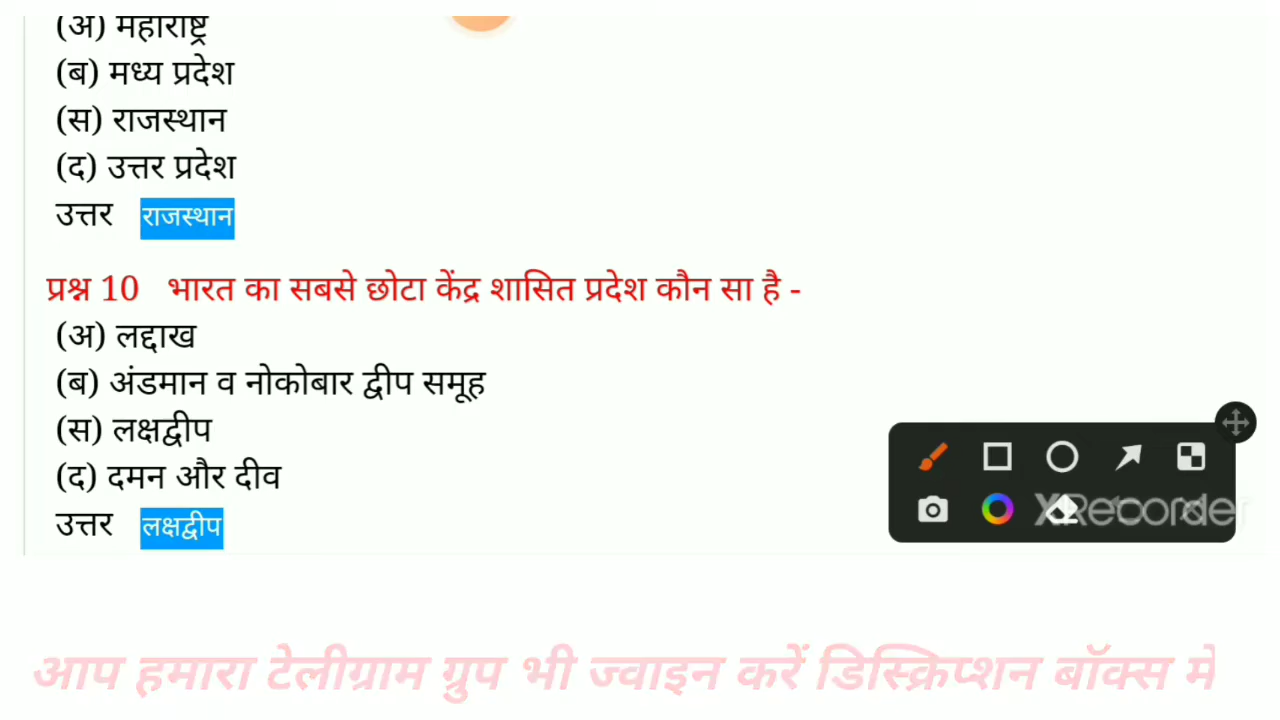 (अ) महाराष्ट्र
(ब) मध्य प्रदेश
(स) राजस्थान
(द) उत्तर प्रदेश
उत्तर राजस्थान
प्रश्न 10 भारत का सबसे छोटा केंद्र शासित प्रदेश कौन सा है -
(अ) लद्दाख
(ब) अंडमान व नोकोबार द्वीप समूह
(स) लक्षद्वीप
(द) दमन और दीव
उत्तर लक्षद्वीप
XRecorder
आप हमारा टेलीग्राम ग्रुप भी ज्वाइन करें डिस्क्रिप्शन बॉक्स मे